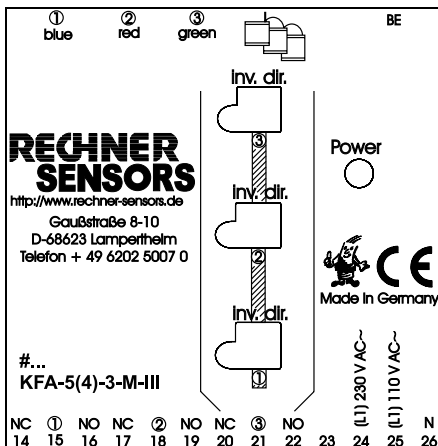 ① ② ③ BE
blue red green
inv. dir.
③
RECHNER
SENSORS
http://www.rechner-sensors.de
Gaußstraße 8-10
D-68623 Lampertheim
Telefon + 49 6202 5007 0
Power
inv. dir.
②
CE
Made in Germany
inv. dir.
①
#...
KFA-5(4)-3-M-III
(L1) 230 V AC~
(L1) 110 V AC~
NC ① NO NC ② NO NC ③ NO N
14 15 16 17 18 19 20 21 22 23 24 25 26